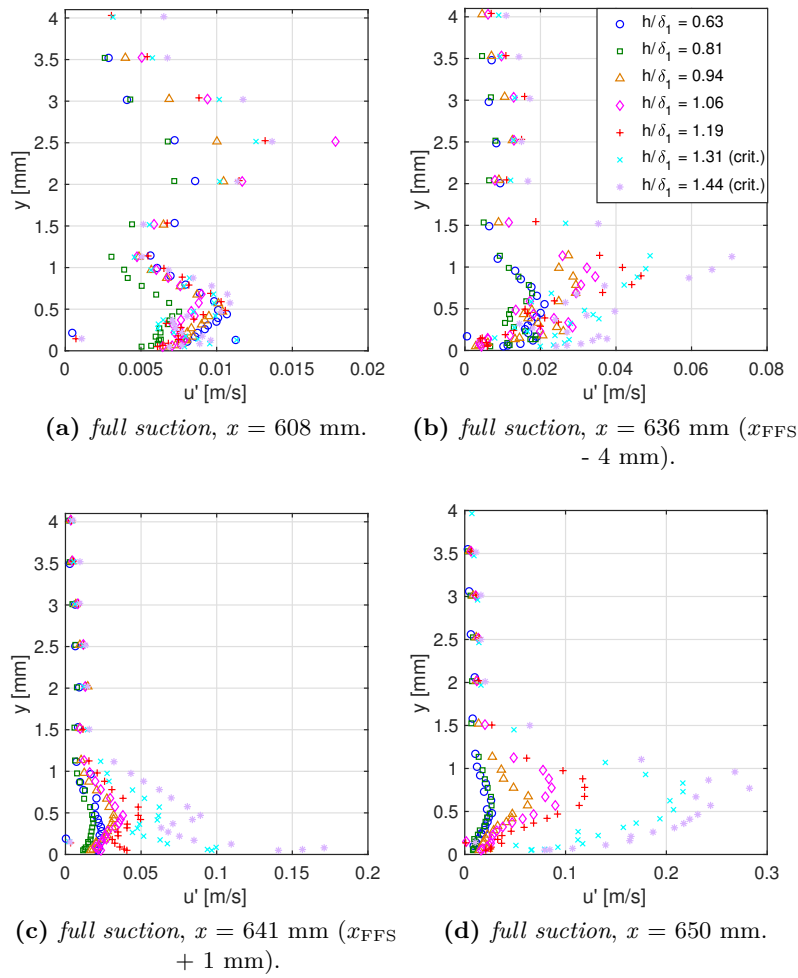 4
3.5
3
2.5
2
1.5
1
0.5
0
y [mm]
0 0.005 0.01 0.015 0.02
u' [m/s]
(a) full suction, x = 608 mm.
4
3.5
3
2.5
2
1.5
1
0.5
0
y [mm]
h/δ1 = 0.63
h/δ1 = 0.81
h/δ1 = 0.94
h/δ1 = 1.06
h/δ1 = 1.19
h/δ1 = 1.31 (crit.)
h/δ1 = 1.44 (crit.)
0 0.02 0.04 0.06 0.08
u' [m/s]
(b) full suction, x = 636 mm (xFFS
- 4 mm).
4
3.5
3
2.5
2
1.5
1
0.5
0
y [mm]
0 0.05 0.1 0.15 0.2
u' [m/s]
(c) full suction, x = 641 mm (xFFS
+ 1 mm).
4
3.5
3
2.5
2
1.5
1
0.5
0
y [mm]
0 0.1 0.2 0.3
u' [m/s]
(d) full suction, x = 650 mm.